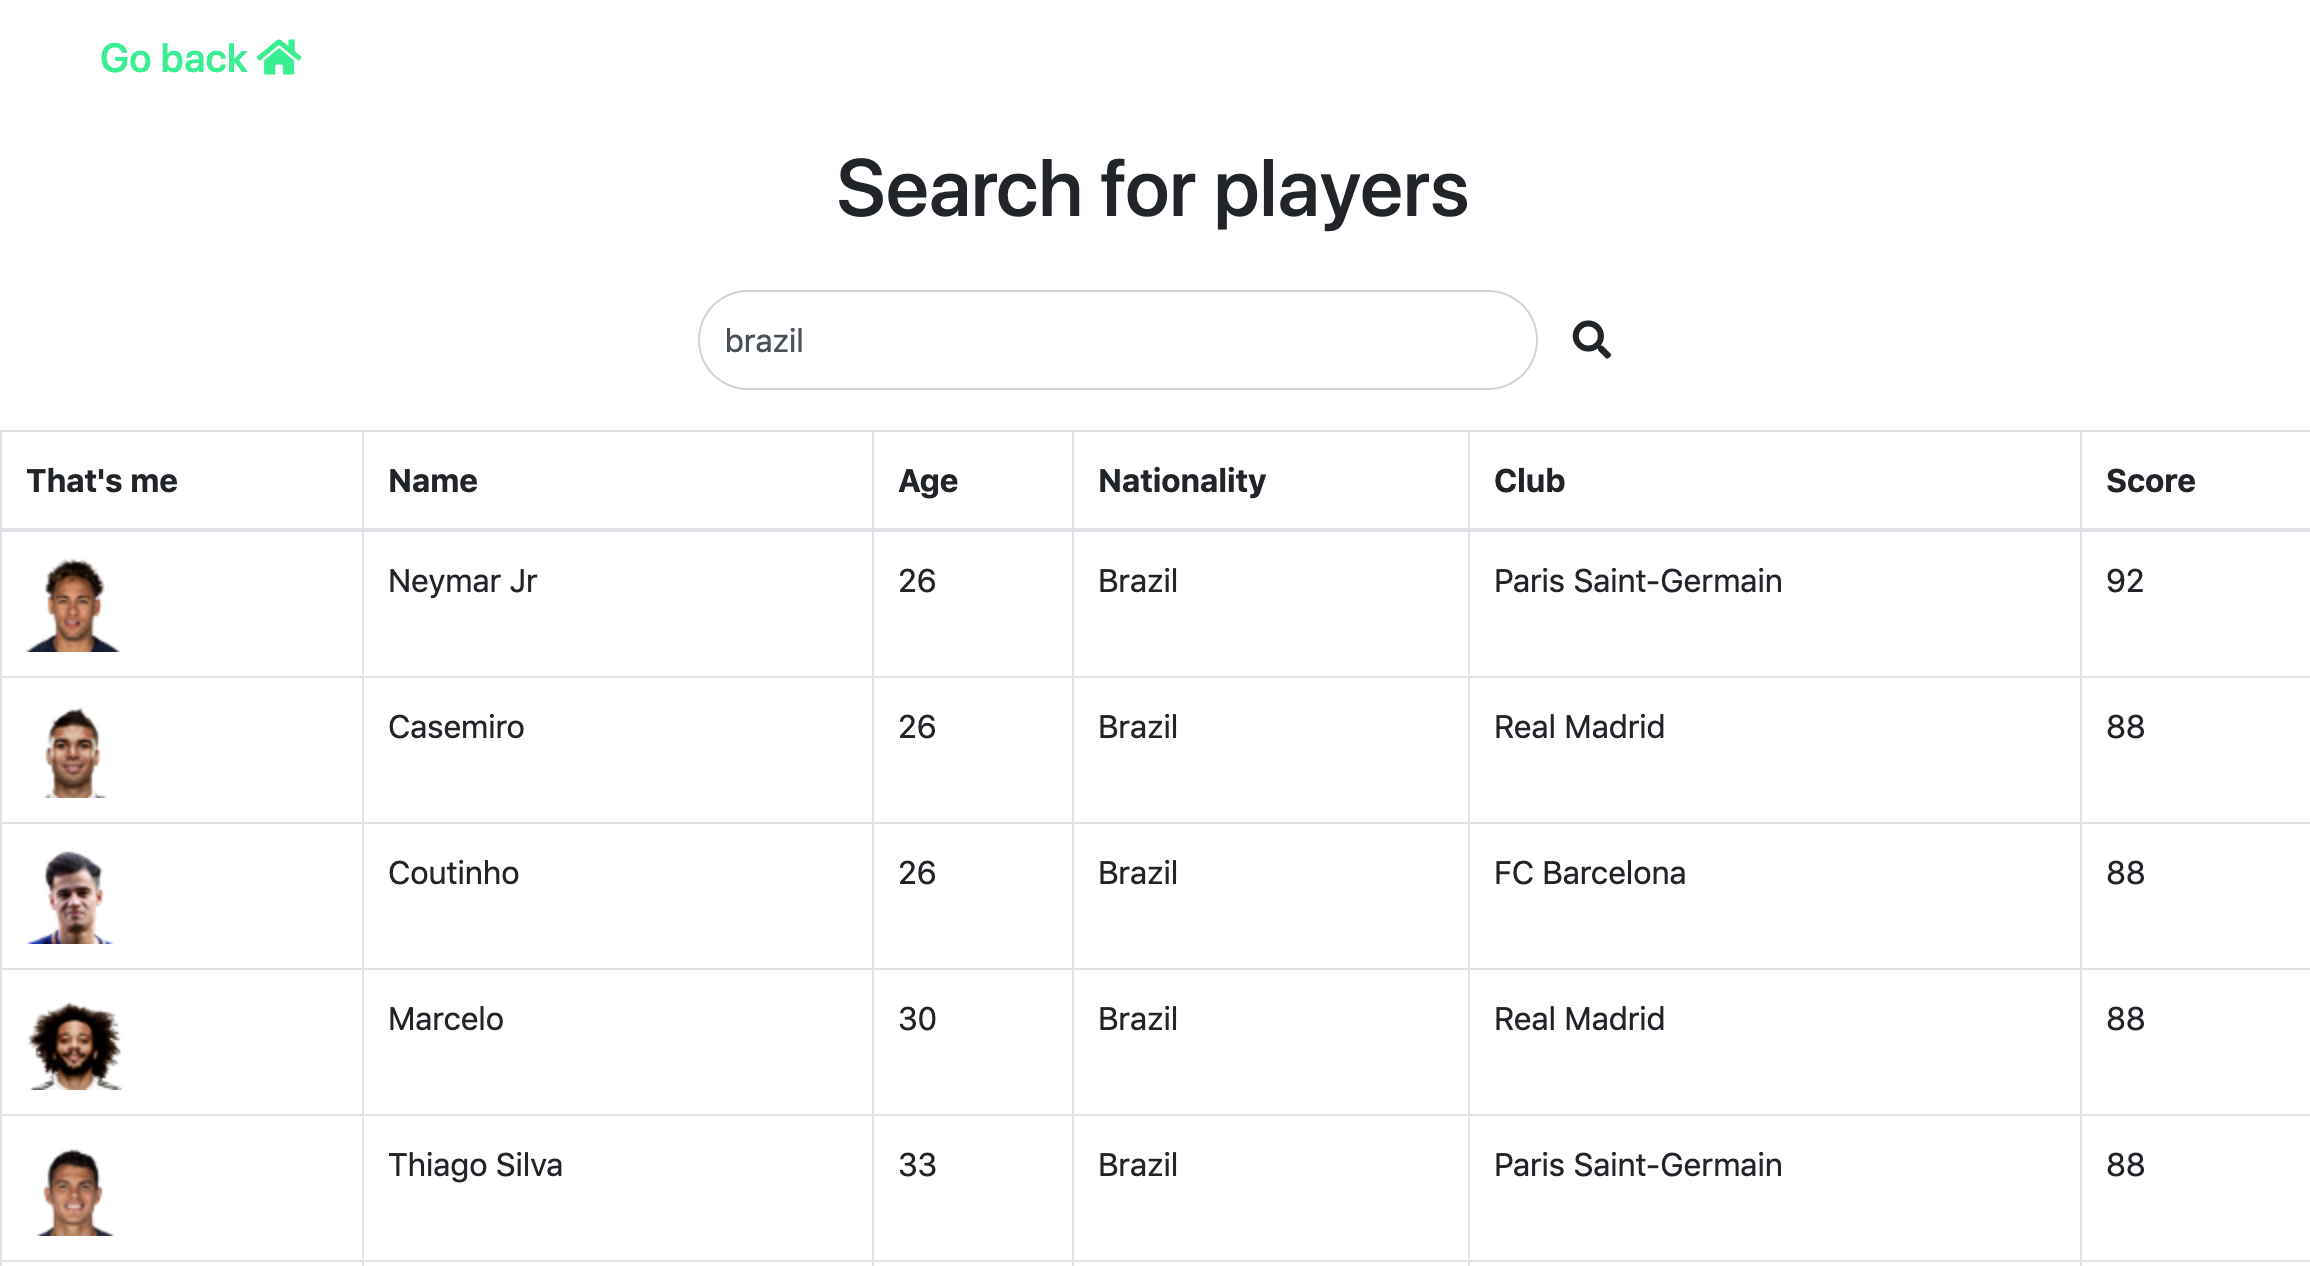 Go back
Search for players
brazil
That's me Name Age Nationality Club Score
Neymar Jr 26 Brazil Paris Saint-Germain 92
Casemiro 26 Brazil Real Madrid 88
Coutinho 26 Brazil FC Barcelona 88
Marcelo 30 Brazil Real Madrid 88
Thiago Silva 33 Brazil Paris Saint-Germain 88